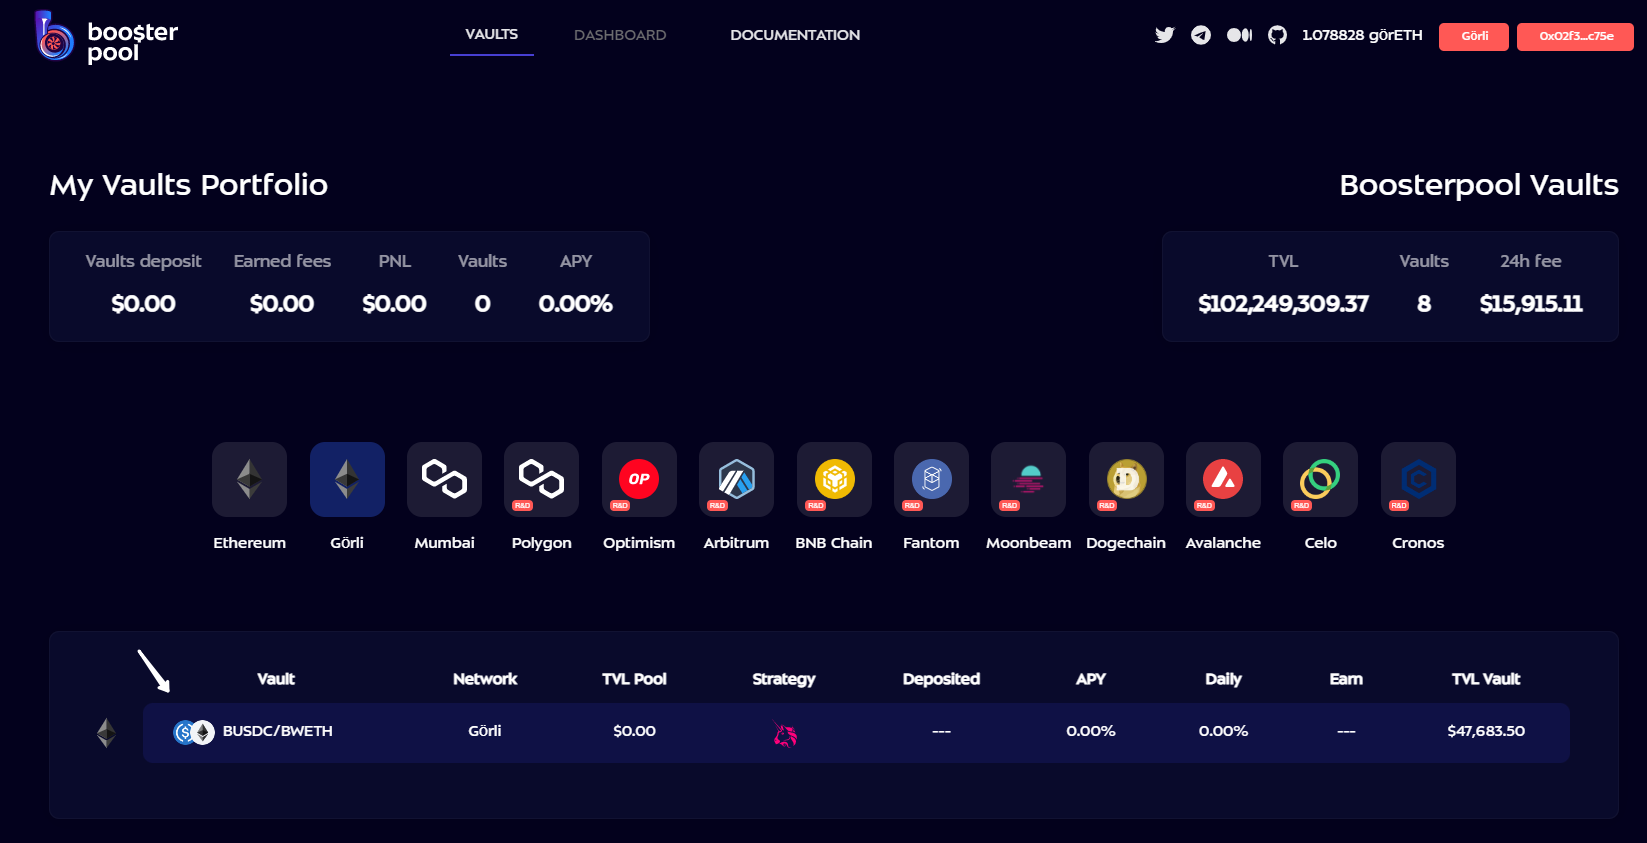 boo$ter
pool
VAULTS DASHBOARD DOCUMENTATION 1.078828 görETH Görli 0x02f3...c75e
My Vaults Portfolio Boosterpool Vaults
Vaults deposit Earned fees PNL Vaults APY TVL Vaults 24h fee
$0.00 $0.00 $0.00 0 0.00% $102,249,309.37 8 $15,915.11
OP
R&D R&D R&D R&D R&D R&D R&D R&D R&D R&D
Ethereum Görli Mumbai Polygon Optimism Arbitrum BNB Chain Fantom Moonbeam Dogechain Avalanche Celo Cronos
Vault Network TVL Pool Strategy Deposited APY Daily Earn TVL Vault
BUSDC/BWETH Görli $0.00 --- 0.00% 0.00% --- $47,683.50